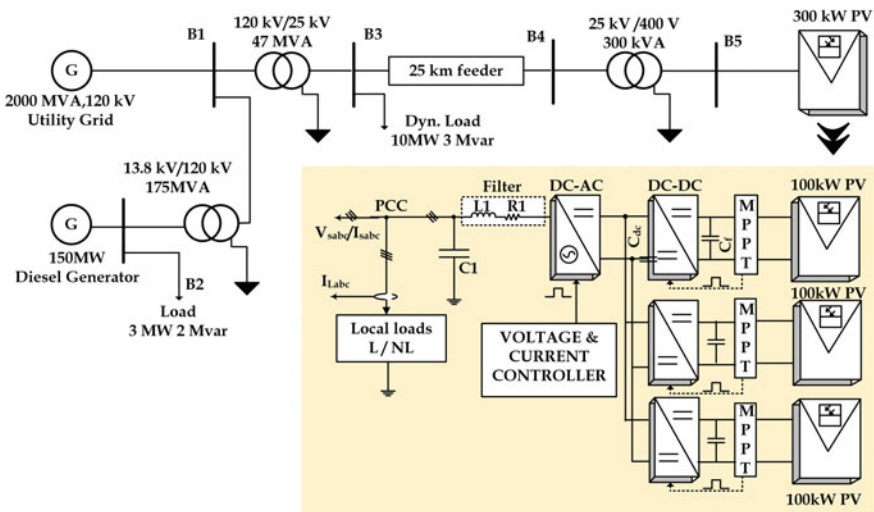 120 kV/25 kV
47 MVA
B1
B3
B4
25 kV /400 V
300 kVA
B5
300 kW PV
G
25 km feeder
2000 MVA,120 kV
Utility Grid
Dyn. Load
10MW 3 Mvar
13.8 kV/120 kV
175MVA
G
150MW
Diesel Generator
B2
Load
3 MW 2 Mvar
Filter
DC-AC
DC-DC
100kW PV
PCC
L1
R1
Vsabc/Isabc
C1
Cdc
Cf
M
P
P
T
ILabc
Local loads
L / NL
VOLTAGE &
CURRENT
CONTROLLER
100kW PV
M
P
P
T
M
P
P
T
100kW PV